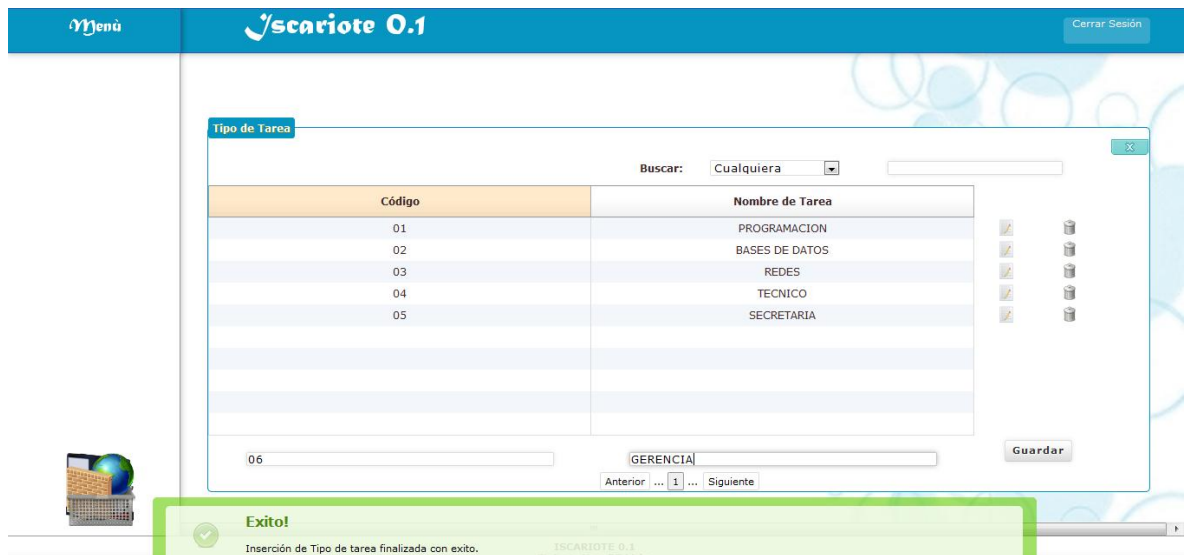 Menù
Iscariote 0.1
Cerrar Sesión
Tipo de Tarea
X
Buscar: Cualquiera
Código Nombre de Tarea
01 PROGRAMACION
02 BASES DE DATOS
03 REDES
04 TECNICO
05 SECRETARIA
06 GERENCIA Guardar
Anterior ... 1 ... Siguiente
Exito!
Inserción de Tipo de tarea finalizada con exito.
ISCARIOTE 0.1